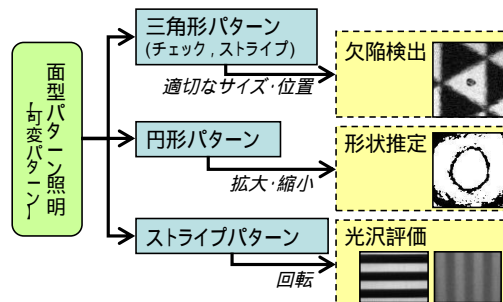 面型パターン照明
(可変パターン)
三角形パターン
(チェック,ストライプ)
適切なサイズ・位置
欠陥検出
円形パターン
拡大・縮小
形状推定
ストライプパターン
回転
光沢評価